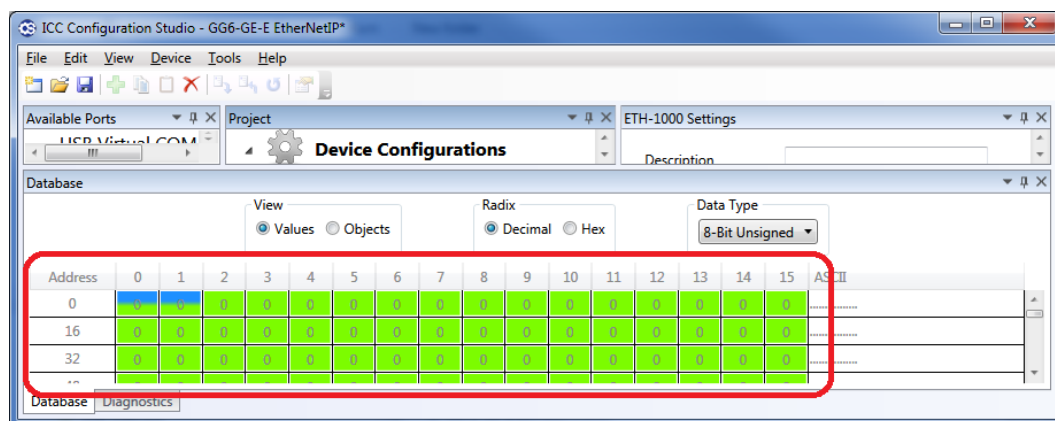 ICC Configuration Studio - GG6-GE-E EtherNetIP*
File Edit View Device Tools Help
Available Ports Project ETH-1000 Settings
USB Virtual COM Device Configurations Description
Database
View Radix Data Type
Values Objects Decimal Hex 8-Bit Unsigned
Address 0 1 2 3 4 5 6 7 8 9 10 11 12 13 14 15 ASCII
0 0 0 0 0 0 0 0 0 0 0 0 0 0 0 0 0 ................
16 0 0 0 0 0 0 0 0 0 0 0 0 0 0 0 0 ................
32 0 0 0 0 0 0 0 0 0 0 0 0 0 0 0 0 ................
Database Diagnostics